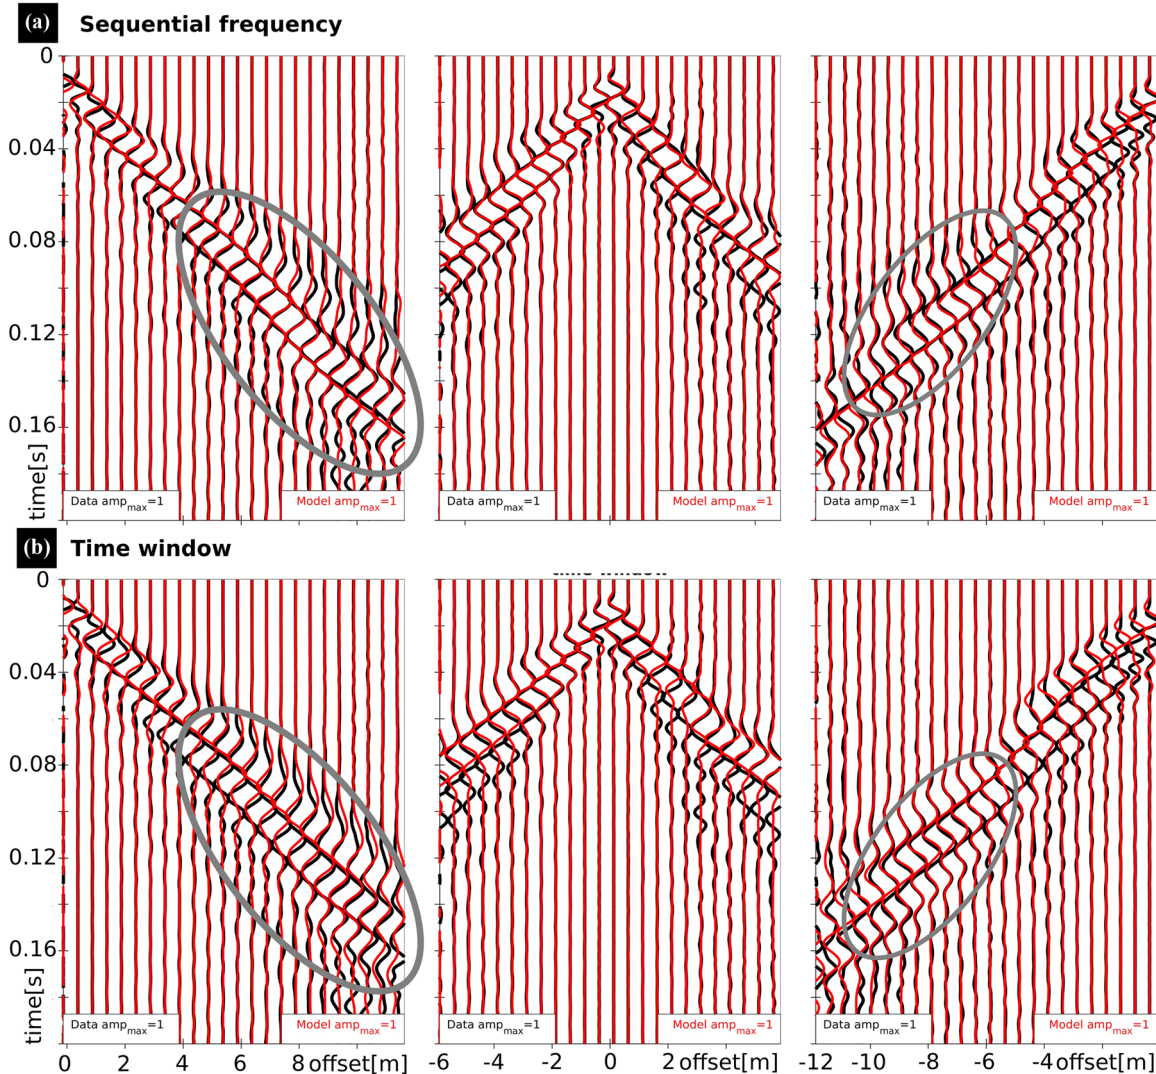 (a) Sequential frequency
0
0.04
0.08
0.12
0.16
time[s]
Data amp_max=1 Model amp_max=1 Data amp_max=1 Model amp_max=1 Data amp_max=1 Model amp_max=1
(b) Time window
time window
0
0.04
0.08
0.12
0.16
time[s]
Data amp_max=1 Model amp_max=1 Data amp_max=1 Model amp_max=1 Data amp_max=1 Model amp_max=1
0 2 4 6 8 offset[m] -6 -4 -2 0 2 offset[m] -12 -10 -8 -6 -4 offset[m]